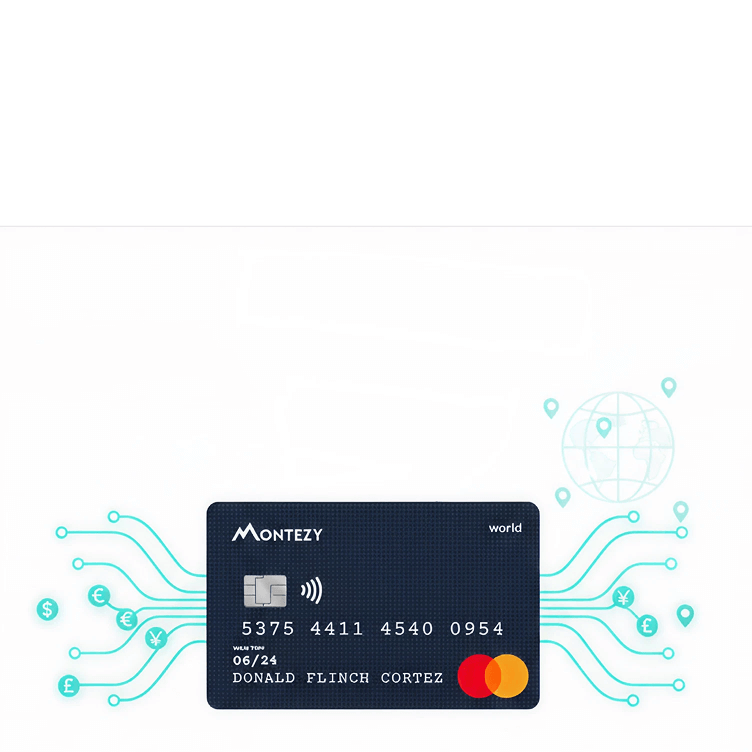 MONTEZY
world
5375 4411 4540 0954
06/24
DONALD FLINCH CORTEZ
$
€
€
¥
£
¥
£